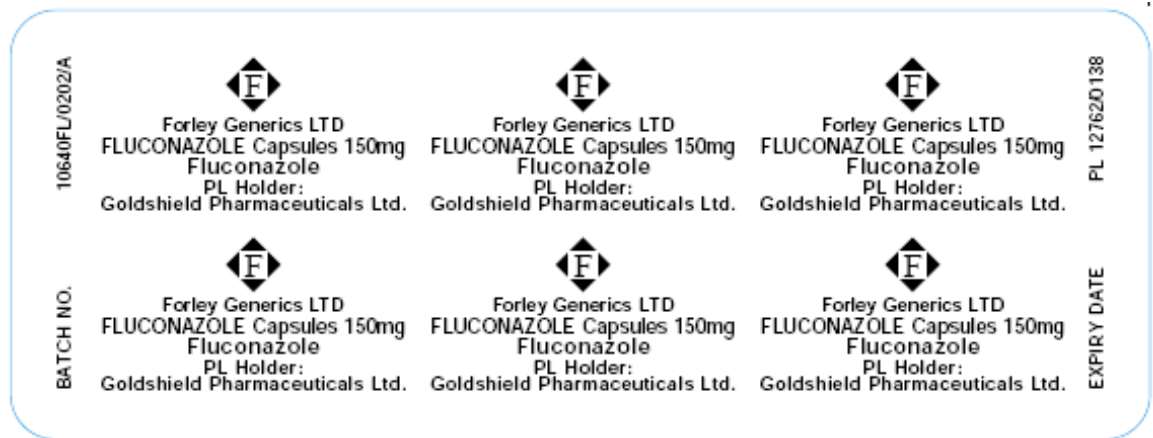 10640FL/0202/A
F
Forley Generics LTD
FLUCONAZOLE Capsules 150mg
Fluconazole
PL Holder:
Goldshield Pharmaceuticals Ltd.
F
Forley Generics LTD
FLUCONAZOLE Capsules 150mg
Fluconazole
PL Holder:
Goldshield Pharmaceuticals Ltd.
F
Forley Generics LTD
FLUCONAZOLE Capsules 150mg
Fluconazole
PL Holder:
Goldshield Pharmaceuticals Ltd.
PL 12762/0138
BATCH NO.
F
Forley Generics LTD
FLUCONAZOLE Capsules 150mg
Fluconazole
PL Holder:
Goldshield Pharmaceuticals Ltd.
F
Forley Generics LTD
FLUCONAZOLE Capsules 150mg
Fluconazole
PL Holder:
Goldshield Pharmaceuticals Ltd.
F
Forley Generics LTD
FLUCONAZOLE Capsules 150mg
Fluconazole
PL Holder:
Goldshield Pharmaceuticals Ltd.
EXPIRY DATE